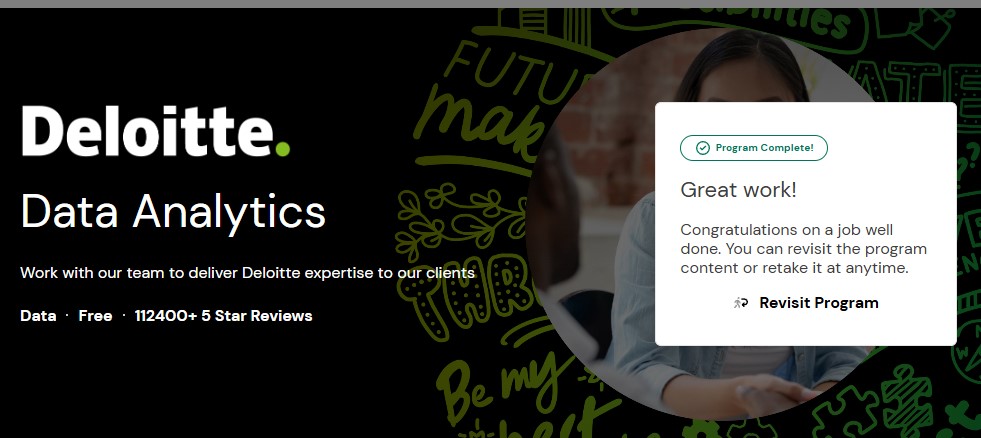 Deloitte.
Data Analytics
Work with our team to deliver Deloitte expertise to our clients
Data · Free · 112400+ 5 Star Reviews
Program Complete!
Great work!
Congratulations on a job well
done. You can revisit the program
content or retake it at anytime.
Revisit Program
FUTU
mak
THR
Be my
best